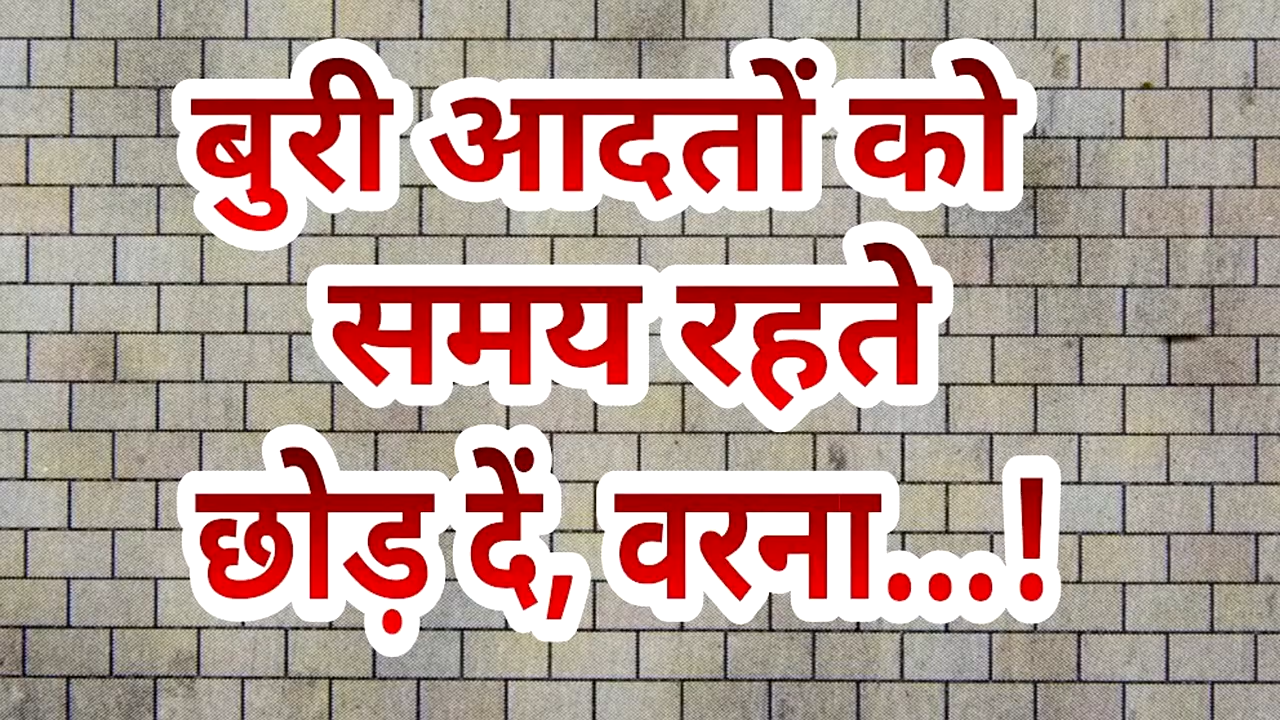 बुरी आदतों को
समय रहते
छोड़ दें, वरना...!